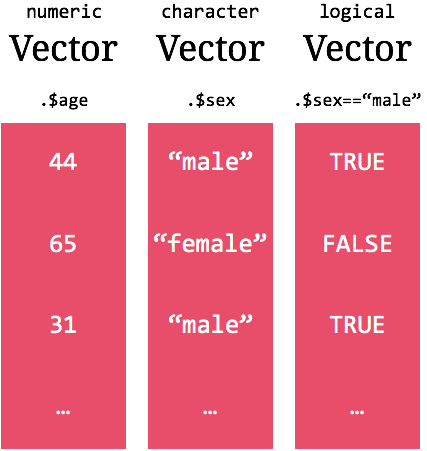 numeric
Vector
.$age
44
65
31
…
character
Vector
.$sex
“male”
“female”
“male”
…
logical
Vector
.$sex==“male”
TRUE
FALSE
TRUE
…